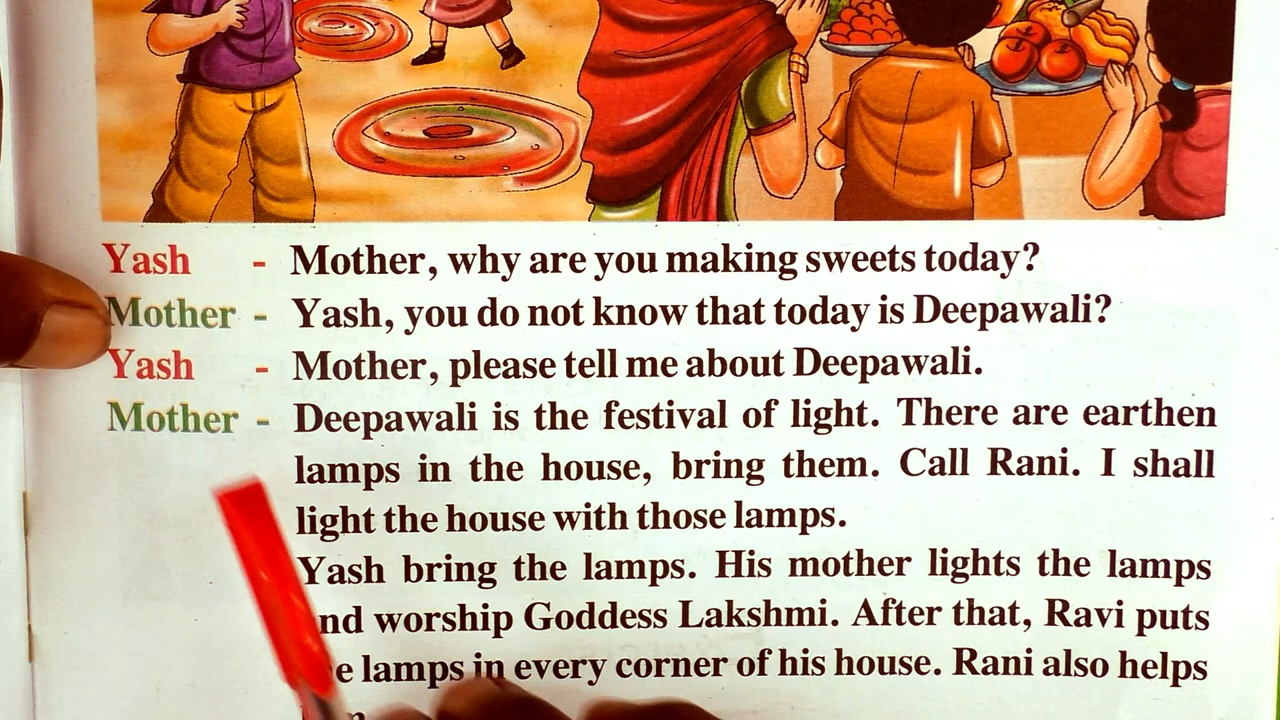 Yash - Mother, why are you making sweets today?
Mother - Yash, you do not know that today is Deepawali?
Yash - Mother, please tell me about Deepawali.
Mother - Deepawali is the festival of light. There are earthen
lamps in the house, bring them. Call Rani. I shall
light the house with those lamps.
Yash bring the lamps. His mother lights the lamps
worship Goddess Lakshmi. After that, Ravi puts
lamps in every corner of his house. Rani also helps